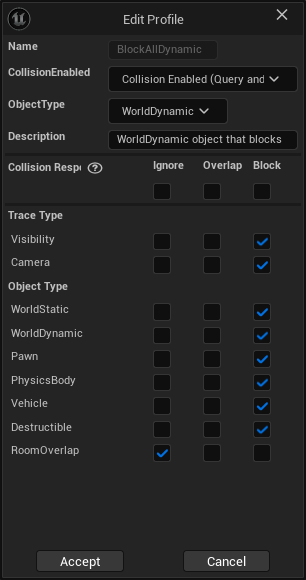 Edit Profile
Name BlockAllDynamic
CollisionEnabled Collision Enabled (Query and
ObjectType WorldDynamic
Description WorldDynamic object that blocks
Collision Respo ? Ignore Overlap Block
Trace Type
Visibility
Camera
Object Type
WorldStatic
WorldDynamic
Pawn
PhysicsBody
Vehicle
Destructible
RoomOverlap
Accept Cancel